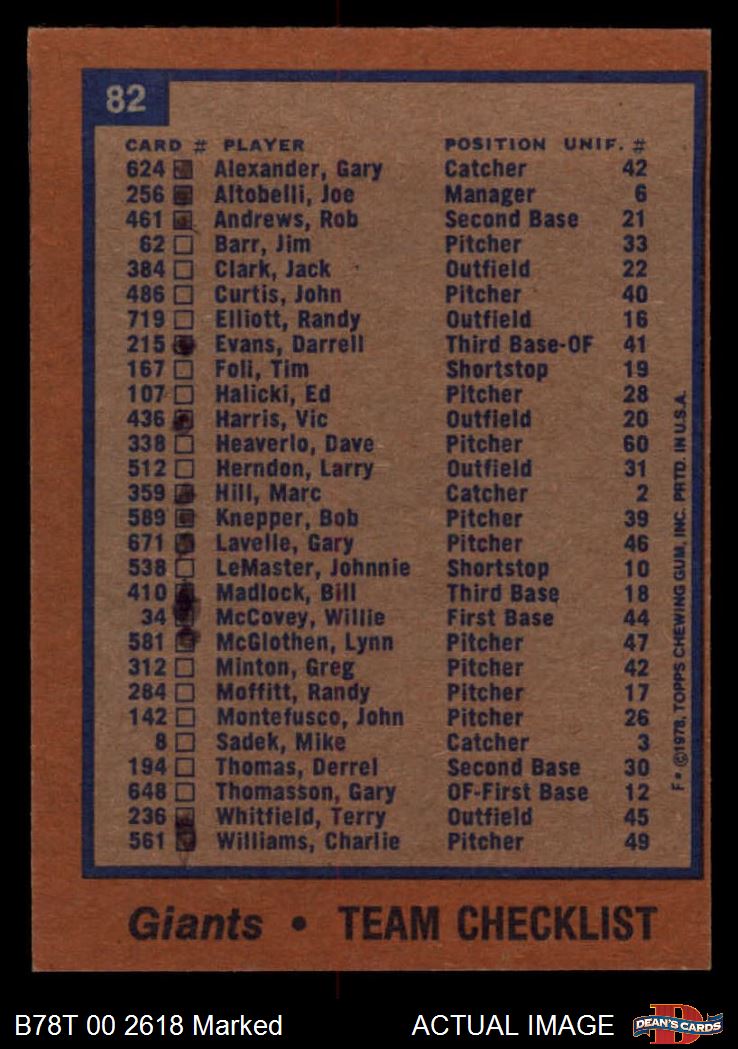 82
CARD # PLAYER POSITION UNIF. #
624 Alexander, Gary Catcher 42
256 Altobelli, Joe Manager 6
461 Andrews, Rob Second Base 21
62 Barr, Jim Pitcher 33
384 Clark, Jack Outfield 22
486 Curtis, John Pitcher 40
719 Elliott, Randy Outfield 16
215 Evans, Darrell Third Base-OF 41
167 Foli, Tim Shortstop 19
107 Halicki, Ed Pitcher 28
436 Harris, Vic Outfield 20
338 Heaverlo, Dave Pitcher 60
512 Herndon, Larry Outfield 31
359 Hill, Marc Catcher 2
589 Knepper, Bob Pitcher 39
671 Lavelle, Gary Pitcher 46
538 LeMaster, Johnnie Shortstop 10
410 Madlock, Bill Third Base 18
34 McCovey, Willie First Base 44
581 McGlothen, Lynn Pitcher 47
312 Minton, Greg Pitcher 42
284 Moffitt, Randy Pitcher 17
142 Montefusco, John Pitcher 26
8 Sadek, Mike Catcher 3
194 Thomas, Derrel Second Base 30
648 Thomasson, Gary OF-First Base 12
236 Whitfield, Terry Outfield 45
561 Williams, Charlie Pitcher 49
F* ©1978, TOPPS CHEWING GUM, INC. PRTD. IN U.S.A.
Giants • TEAM CHECKLIST
B78T 00 2618 Marked ACTUAL IMAGE
D
DEAN'S CARDS